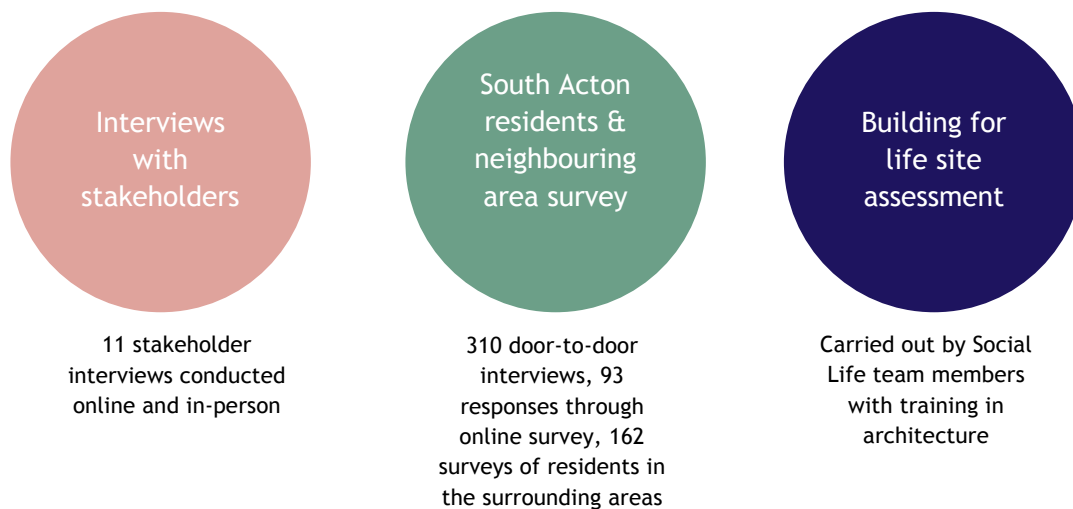 Interviews
with
stakeholders
11 stakeholder
interviews conducted
online and in-person
South Acton
residents &
neighbouring
area survey
310 door-to-door
interviews, 93
responses through
online survey, 162
surveys of residents in
the surrounding areas
Building for
life site
assessment
Carried out by Social
Life team members
with training in
architecture